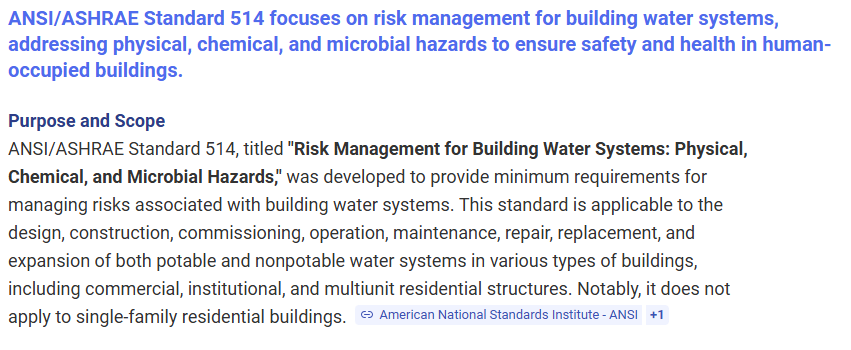 ANSI/ASHRAE Standard 514 focuses on risk management for building water systems,
addressing physical, chemical, and microbial hazards to ensure safety and health in human-
occupied buildings.
Purpose and Scope
ANSI/ASHRAE Standard 514, titled "Risk Management for Building Water Systems: Physical,
Chemical, and Microbial Hazards," was developed to provide minimum requirements for
managing risks associated with building water systems. This standard is applicable to the
design, construction, commissioning, operation, maintenance, repair, replacement, and
expansion of both potable and nonpotable water systems in various types of buildings,
including commercial, institutional, and multiunit residential structures. Notably, it does not
apply to single-family residential buildings. American National Standards Institute - ANSI +1